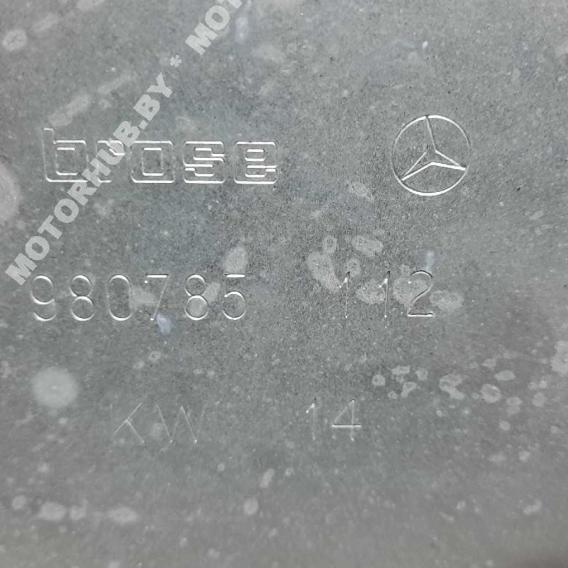 brose
980785 112
KW 14
MOTORHUB.BY * MOT